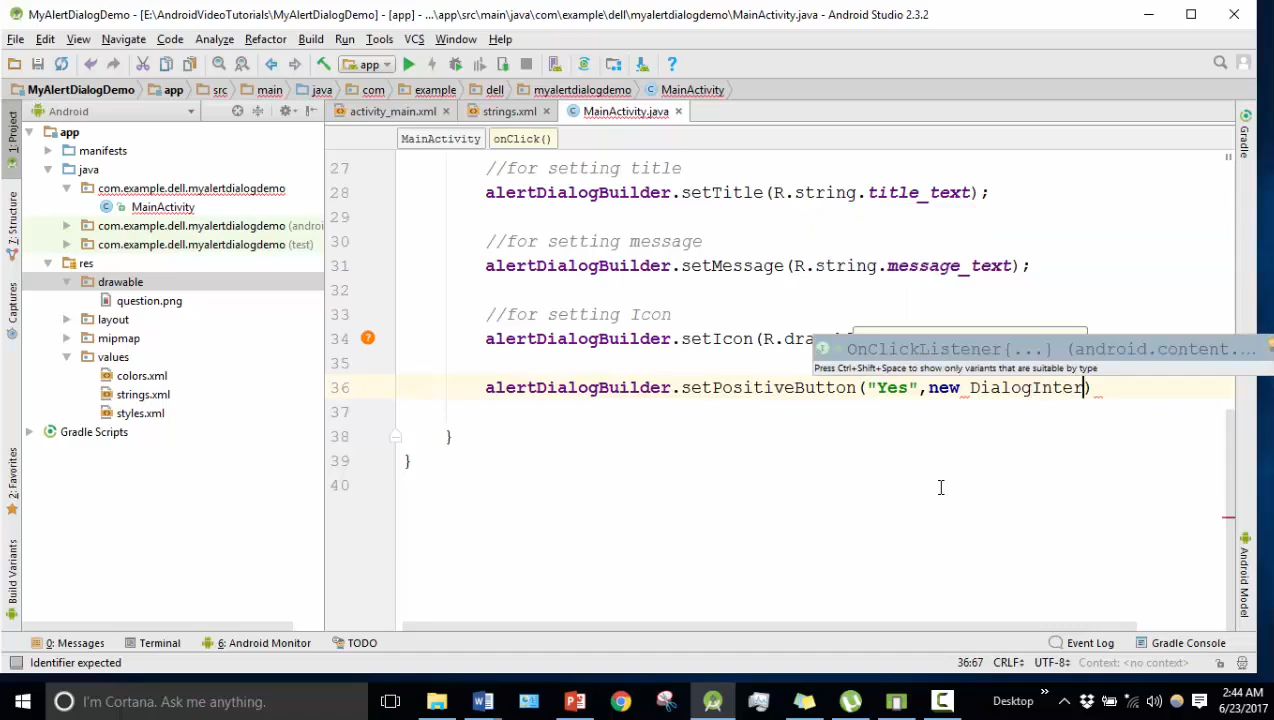 MyAlertDialogDemo - [E:\AndroidVideoTutorials\MyAlertDialogDemo] - [app] - ...\app\src\main\java\com\example\dell\myalertdialogdemo\MainActivity.java - Android Studio 2.3.2
File Edit View Navigate Code Analyze Refactor Build Run Tools VCS Window Help
app
MyAlertDialogDemo app src main java com example dell myalertdialogdemo MainActivity
Android activity_main.xml strings.xml MainActivity.java
MainActivity onClick()
1: Project
7: Structure
Captures
2: Favorites
Build Variants
app
manifests
java
com.example.dell.myalertdialogdemo
MainActivity
com.example.dell.myalertdialogdemo (androi
com.example.dell.myalertdialogdemo (test)
res
drawable
question.png
layout
mipmap
values
colors.xml
strings.xml
styles.xml
Gradle Scripts
27 //for setting title
28 alertDialogBuilder.setTitle(R.string.title_text);
29
30 //for setting message
31 alertDialogBuilder.setMessage(R.string.message_text);
32
33 //for setting Icon
34 alertDialogBuilder.setIcon(R.dra
OnClickListener{...} (android.content....
35
Press Ctrl+Shift+Space to show only variants that are suitable by type
36 alertDialogBuilder.setPositiveButton("Yes",new DialogInter)
37
38 }
39 }
40
Gradle
Android Model
0: Messages Terminal 6: Android Monitor TODO Event Log Gradle Console
Identifier expected 36:67 CRLF÷ UTF-8÷ Context: <no context>
I'm Cortana. Ask me anything. Desktop 2:44 AM
6/23/2017